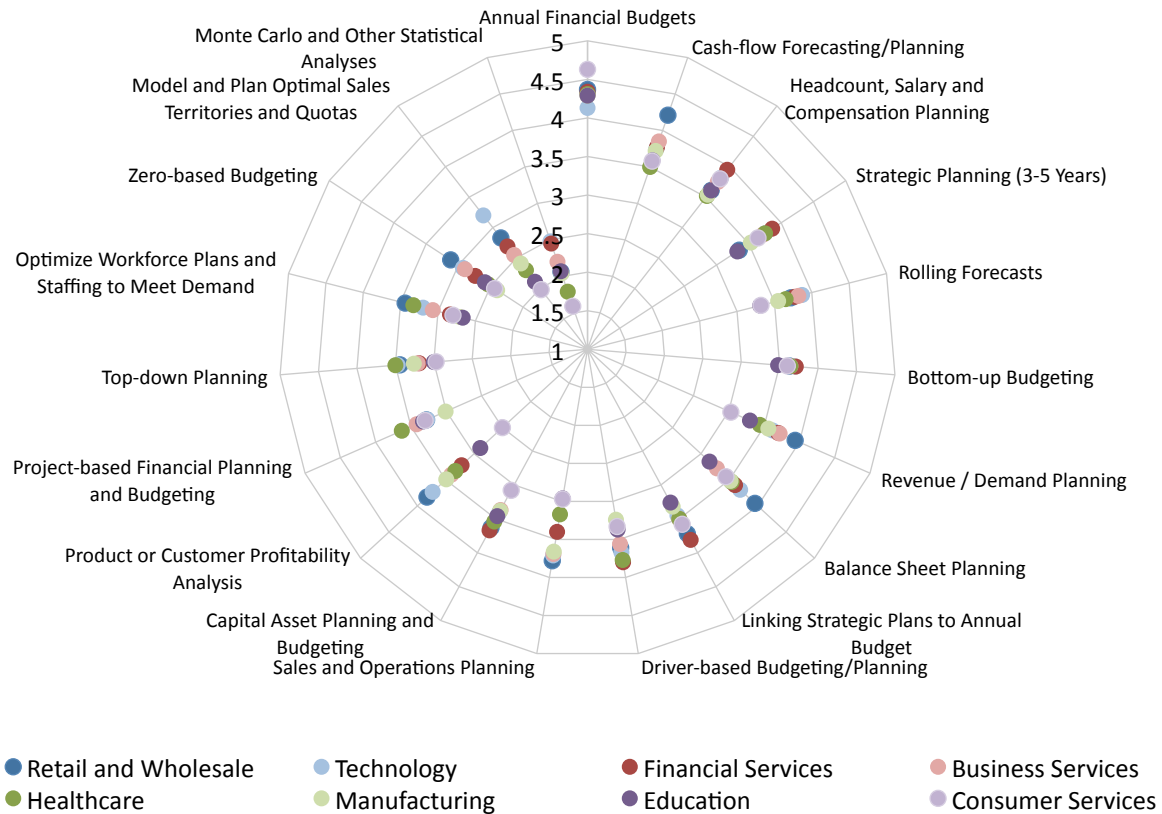 Annual Financial Budgets
Cash-flow Forecasting/Planning
Headcount, Salary and
Compensation Planning
Strategic Planning (3-5 Years)
Rolling Forecasts
Bottom-up Budgeting
Revenue / Demand Planning
Balance Sheet Planning
Linking Strategic Plans to Annual
Budget
Driver-based Budgeting/Planning
Sales and Operations Planning
Capital Asset Planning and
Budgeting
Product or Customer Profitability
Analysis
Project-based Financial Planning
and Budgeting
Top-down Planning
Optimize Workforce Plans and
Staffing to Meet Demand
Zero-based Budgeting
Model and Plan Optimal Sales
Territories and Quotas
Monte Carlo and Other Statistical
Analyses
5
4.5
4
3.5
3
2.5
2
1.5
1
Retail and Wholesale
Technology
Financial Services
Business Services
Healthcare
Manufacturing
Education
Consumer Services